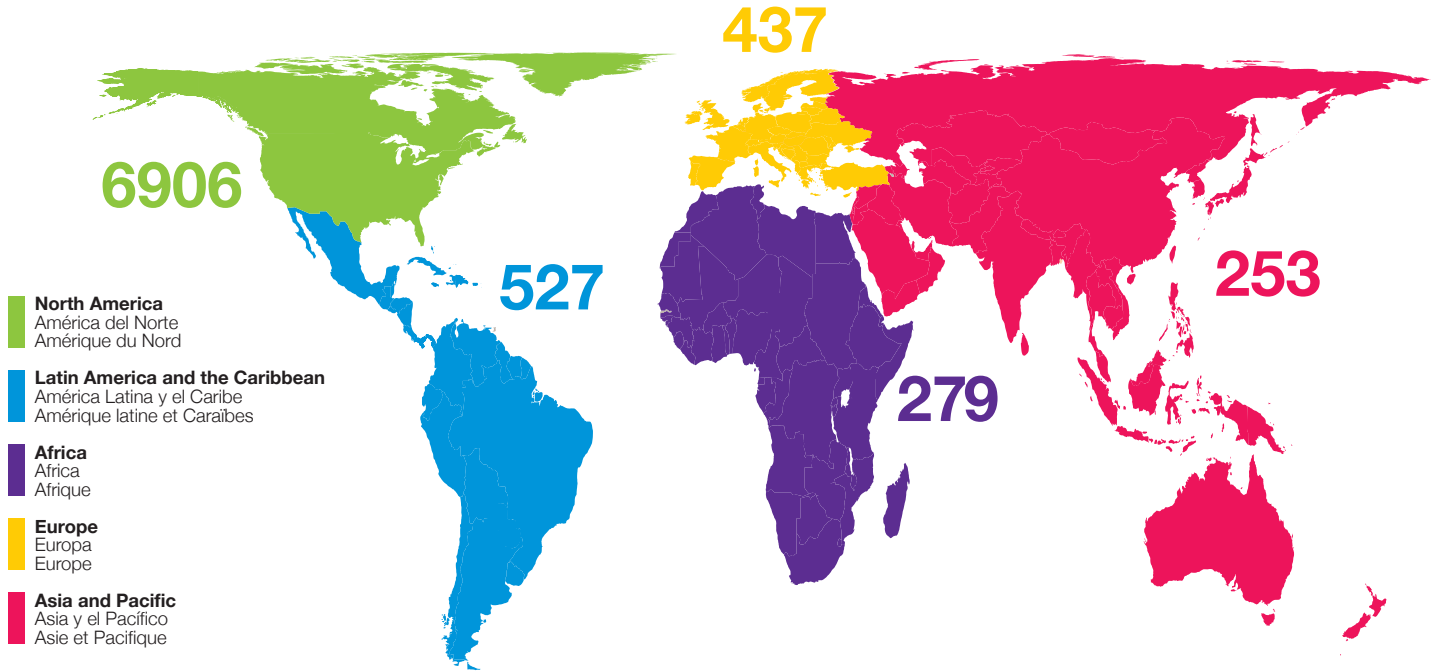 437
6906
527
253
279
North America
América del Norte
Amérique du Nord
Latin America and the Caribbean
América Latina y el Caribe
Amérique latine et Caraïbes
Africa
Africa
Afrique
Europe
Europa
Europe
Asia and Pacific
Asia y el Pacífico
Asie et Pacifique